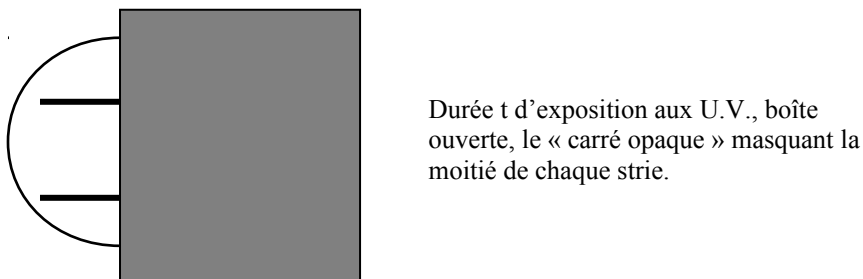 Durée t d’exposition aux U.V., boîte
ouverte, le « carré opaque » masquant la
moitié de chaque strie.